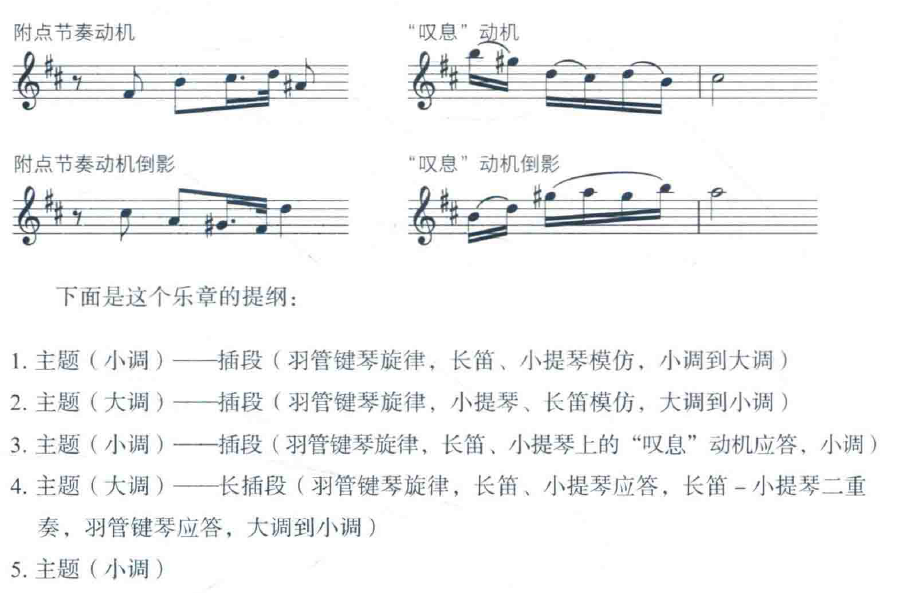 附点节奏动机
“叹息”动机
附点节奏动机倒影
“叹息”动机倒影
下面是这个乐章的提纲：
1. 主题（小调）——插段（羽管键琴旋律，长笛、小提琴模仿，小调到大调）
2. 主题（大调）——插段（羽管键琴旋律，小提琴、长笛模仿，大调到小调）
3. 主题（小调）——插段（羽管键琴旋律，长笛、小提琴上的“叹息”动机应答，小调）
4. 主题（大调）——长插段（羽管键琴旋律，长笛、小提琴应答，长笛－小提琴二重
奏，羽管键琴应答，大调到小调）
5. 主题（小调）